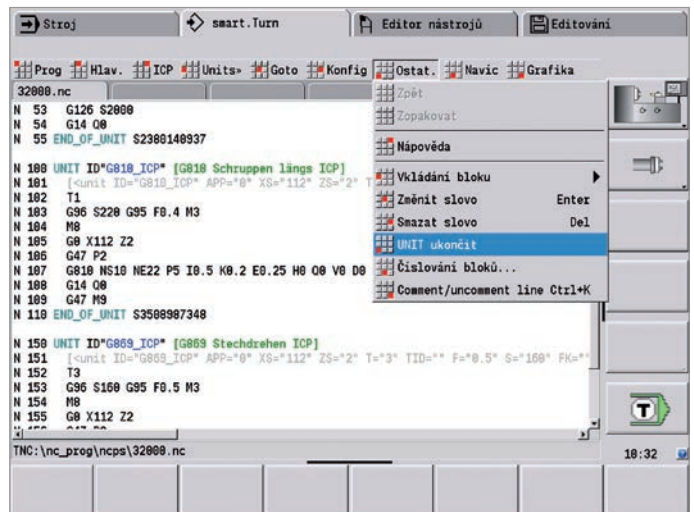 Stroj
smart.Turn
Editor nástrojů
Editování
Prog Hlav. ICP Units» Goto Konfig Ostat. Navíc Grafika
32000.nc
N 53 G126 S2000
N 54 G14 Q0
N 55 END_OF_UNIT S2380140937
N 100 UNIT ID"G810_ICP" [G810 Schruppen längs ICP]
N 101 [<unit ID="G810_ICP" APP="0" XS="112" ZS="2" T
N 102 T1
N 103 G96 S220 G95 F0.4 M3
N 104 M8
N 105 G0 X112 Z2
N 106 G47 P2
N 107 G810 NS10 NE22 P5 I0.5 K0.2 E0.25 H0 Q0 V0 D0
N 108 G14 Q0
N 109 G47 M9
N 110 END_OF_UNIT S3508987348
N 150 UNIT ID"G869_ICP" [G869 Stechdrehen ICP]
N 151 [<unit ID="G869_ICP" APP="0" XS="112" ZS="2" T="3" TID="" F="0.5" S="160" FK="
N 152 T3
N 153 G96 S160 G95 F0.5 M3
N 154 M8
N 155 G0 X112 Z2
Zpět
Zopakovat
Nápověda
Vkládání bloku
Změnit slovo Enter
Smazat slovo Del
UNIT ukončit
Číslování bloků...
Comment/uncomment line Ctrl+K
T
TNC:\nc_prog\ncps\32000.nc
10:32